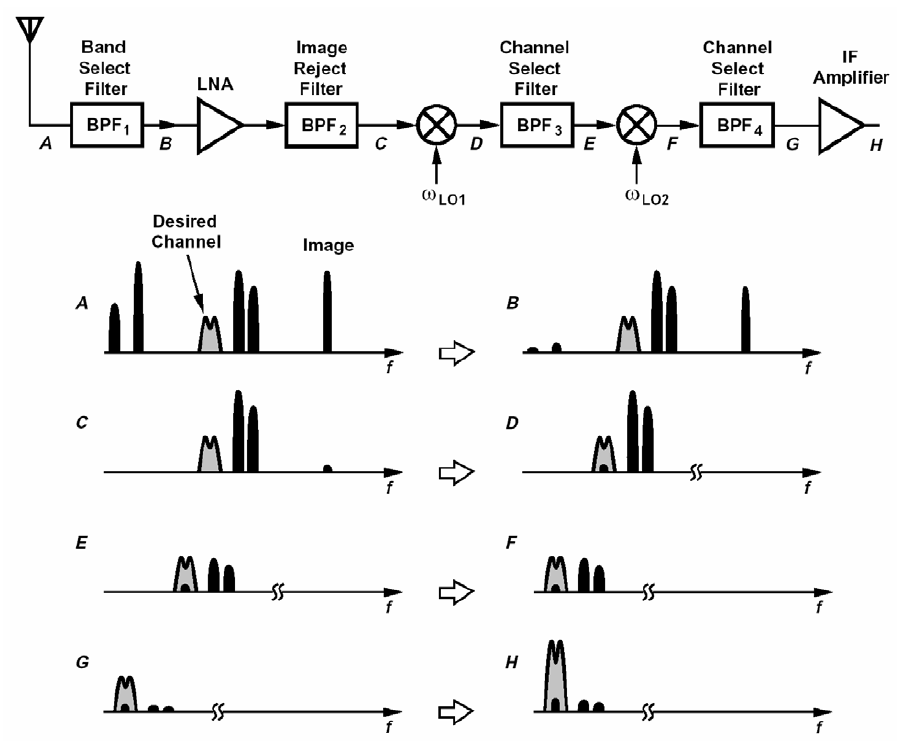 Band
Select
Filter
LNA
Image
Reject
Filter
Channel
Select
Filter
Channel
Select
Filter
IF
Amplifier
BPF1
BPF2
BPF3
BPF4
A
B
C
D
E
F
G
H
ωLO1
ωLO2
Desired
Channel
Image
A
f
B
f
C
f
D
f
E
f
F
f
G
f
H
f